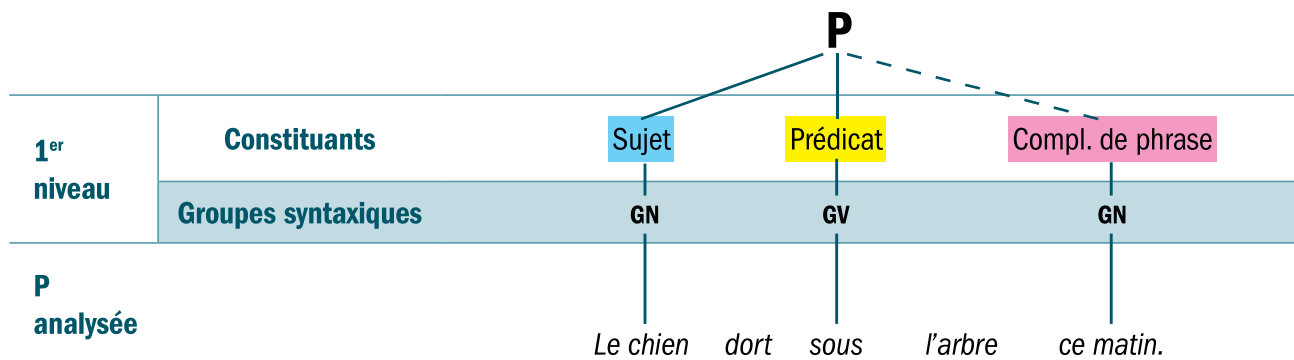 P
1er niveau
Constituants
Sujet
Prédicat
Compl. de phrase
Groupes syntaxiques
GN
GV
GN
P analysée
Le chien dort sous l’arbre ce matin.